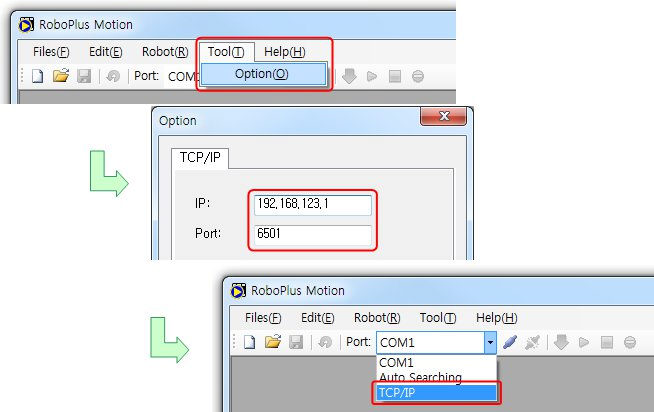 RoboPlus Motion
Files(F) Edit(E) Robot(R) Tool(T) Help(H)
Port: COM1 Option(O)
Option
TCP/IP
IP: 192,168,123,1
Port: 6501
RoboPlus Motion
Files(F) Edit(E) Robot(R) Tool(T) Help(H)
Port: COM1
COM1
Auto Searching
TCP/IP